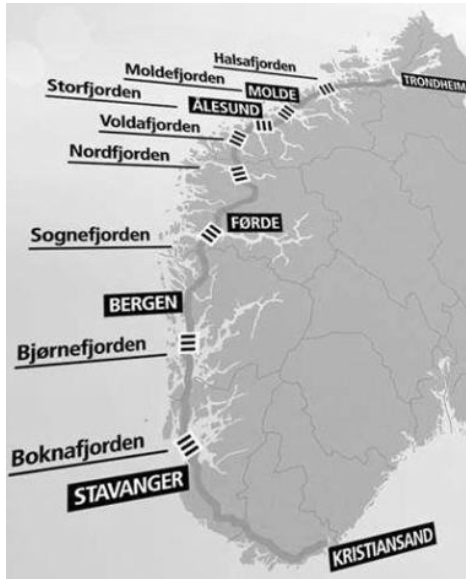 Halsafjorden
Moldefjorden
MOLDE
TRONDHEIM
Storfjorden
ÅLESUND
Voldafjorden
Nordfjorden
FØRDE
Sognefjorden
BERGEN
Bjørnefjorden
Boknafjorden
STAVANGER
KRISTIANSAND